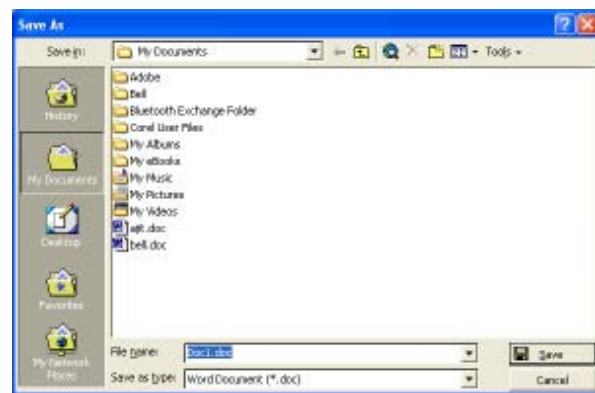 Save As
Save in: My Documents Tools
History
My Documents
Desktop
Favorites
My Network
Places
Adobe
Bell
Bluetooth Exchange Folder
Corel User Files
My Albums
My eBooks
My Music
My Pictures
My Videos
bell.doc
File name: Doc1.doc Save
Save as type: Word Document (*.doc) Cancel